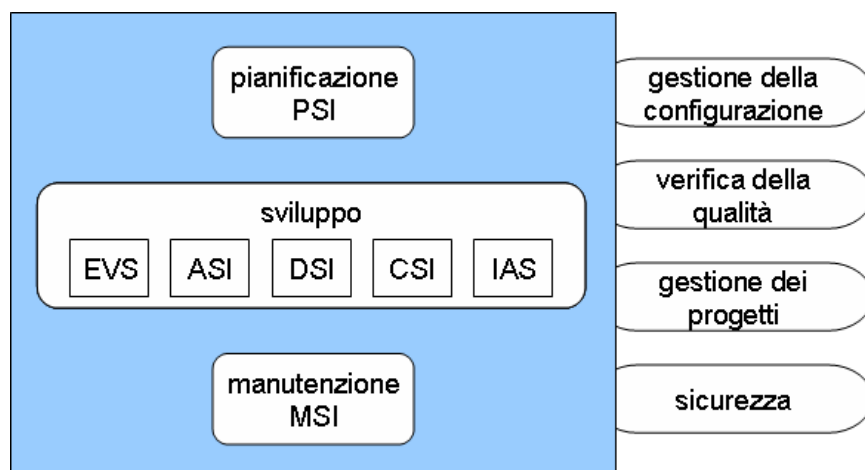 pianificazione
PSI
sviluppo
EVS ASI DSI CSI IAS
manutenzione
MSI
gestione della
configurazione
verifica della
qualità
gestione dei
progetti
sicurezza